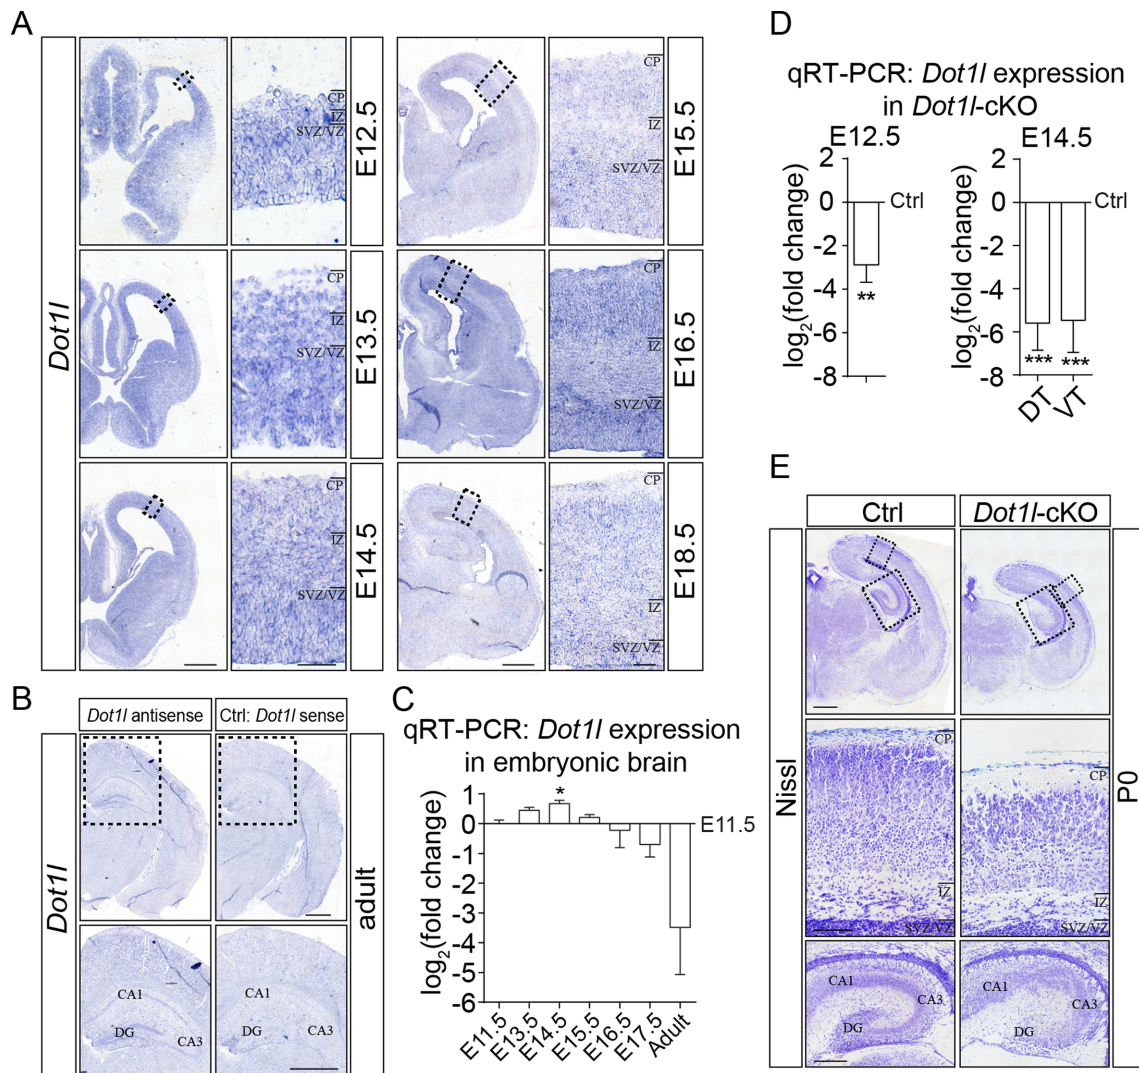 A
Dot1l
CP
IZ
SVZ/VZ
E12.5
CP
IZ
SVZ/VZ
E15.5
CP
IZ
SVZ/VZ
E13.5
CP
IZ
SVZ/VZ
E16.5
CP
IZ
SVZ/VZ
E14.5
CP
IZ
SVZ/VZ
E18.5
B
Dot1l antisense
Ctrl: Dot1l sense
Dot1l
adult
CA1
DG
CA3
CA1
DG
CA3
C
qRT-PCR: Dot1l expression
in embryonic brain
log2(fold change)
1
0
-1
-2
-3
-4
-5
-6
*
E11.5
E11.5
E13.5
E14.5
E15.5
E16.5
E17.5
Adult
D
qRT-PCR: Dot1l expression
in Dot1l-cKO
E12.5
log2(fold change)
2
0
-2
-4
-6
-8
Ctrl
**
E14.5
log2(fold change)
2
0
-2
-4
-6
-8
Ctrl
***
***
DT
VT
E
Ctrl
Dot1l-cKO
Nissl
P0
CP
IZ
SVZ/VZ
CP
IZ
SVZ/VZ
CA1
CA3
DG
CA1
CA3
DG